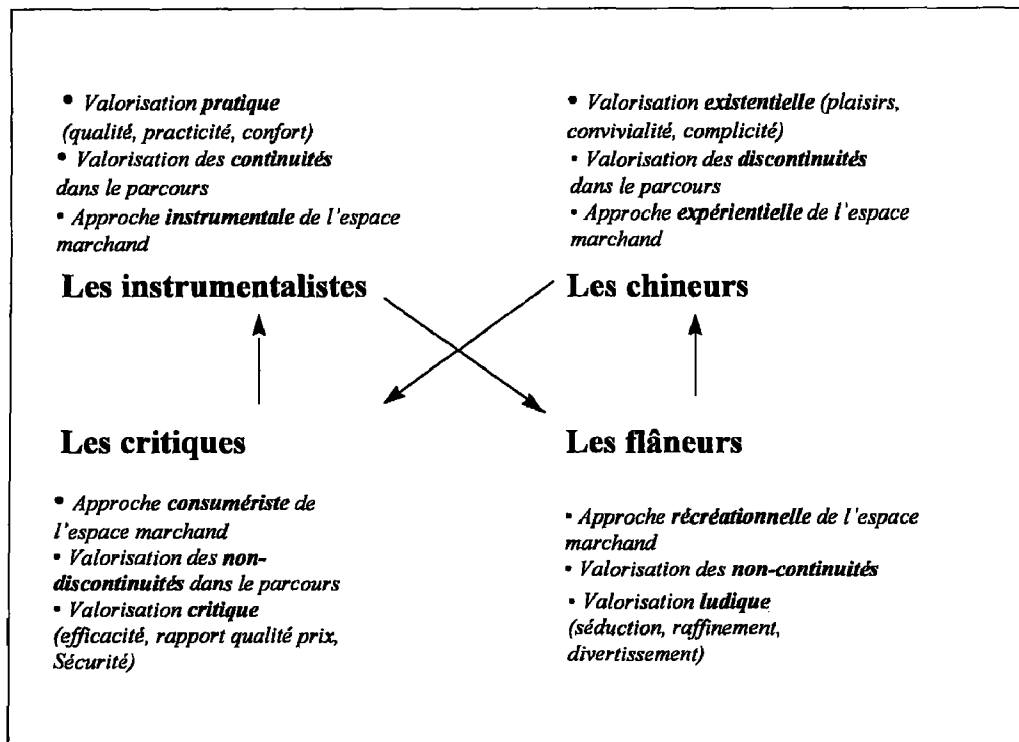 • Valorisation pratique
(qualité, practicité, confort)
• Valorisation des continuités
dans le parcours
• Approche instrumentale de l'espace
marchand
Les instrumentalistes
• Valorisation existentielle (plaisirs,
convivialité, complicité)
• Valorisation des discontinuités
dans le parcours
• Approche expérientielle de l'espace
marchand
Les chineurs
Les critiques
• Approche consumériste de
l'espace marchand
• Valorisation des non-
discontinuités dans le parcours
• Valorisation critique
(efficacité, rapport qualité prix,
Sécurité)
Les flâneurs
• Approche récréationnelle de l'espace
marchand
• Valorisation des non-continuités
• Valorisation ludique
(séduction, raffinement,
divertissement)